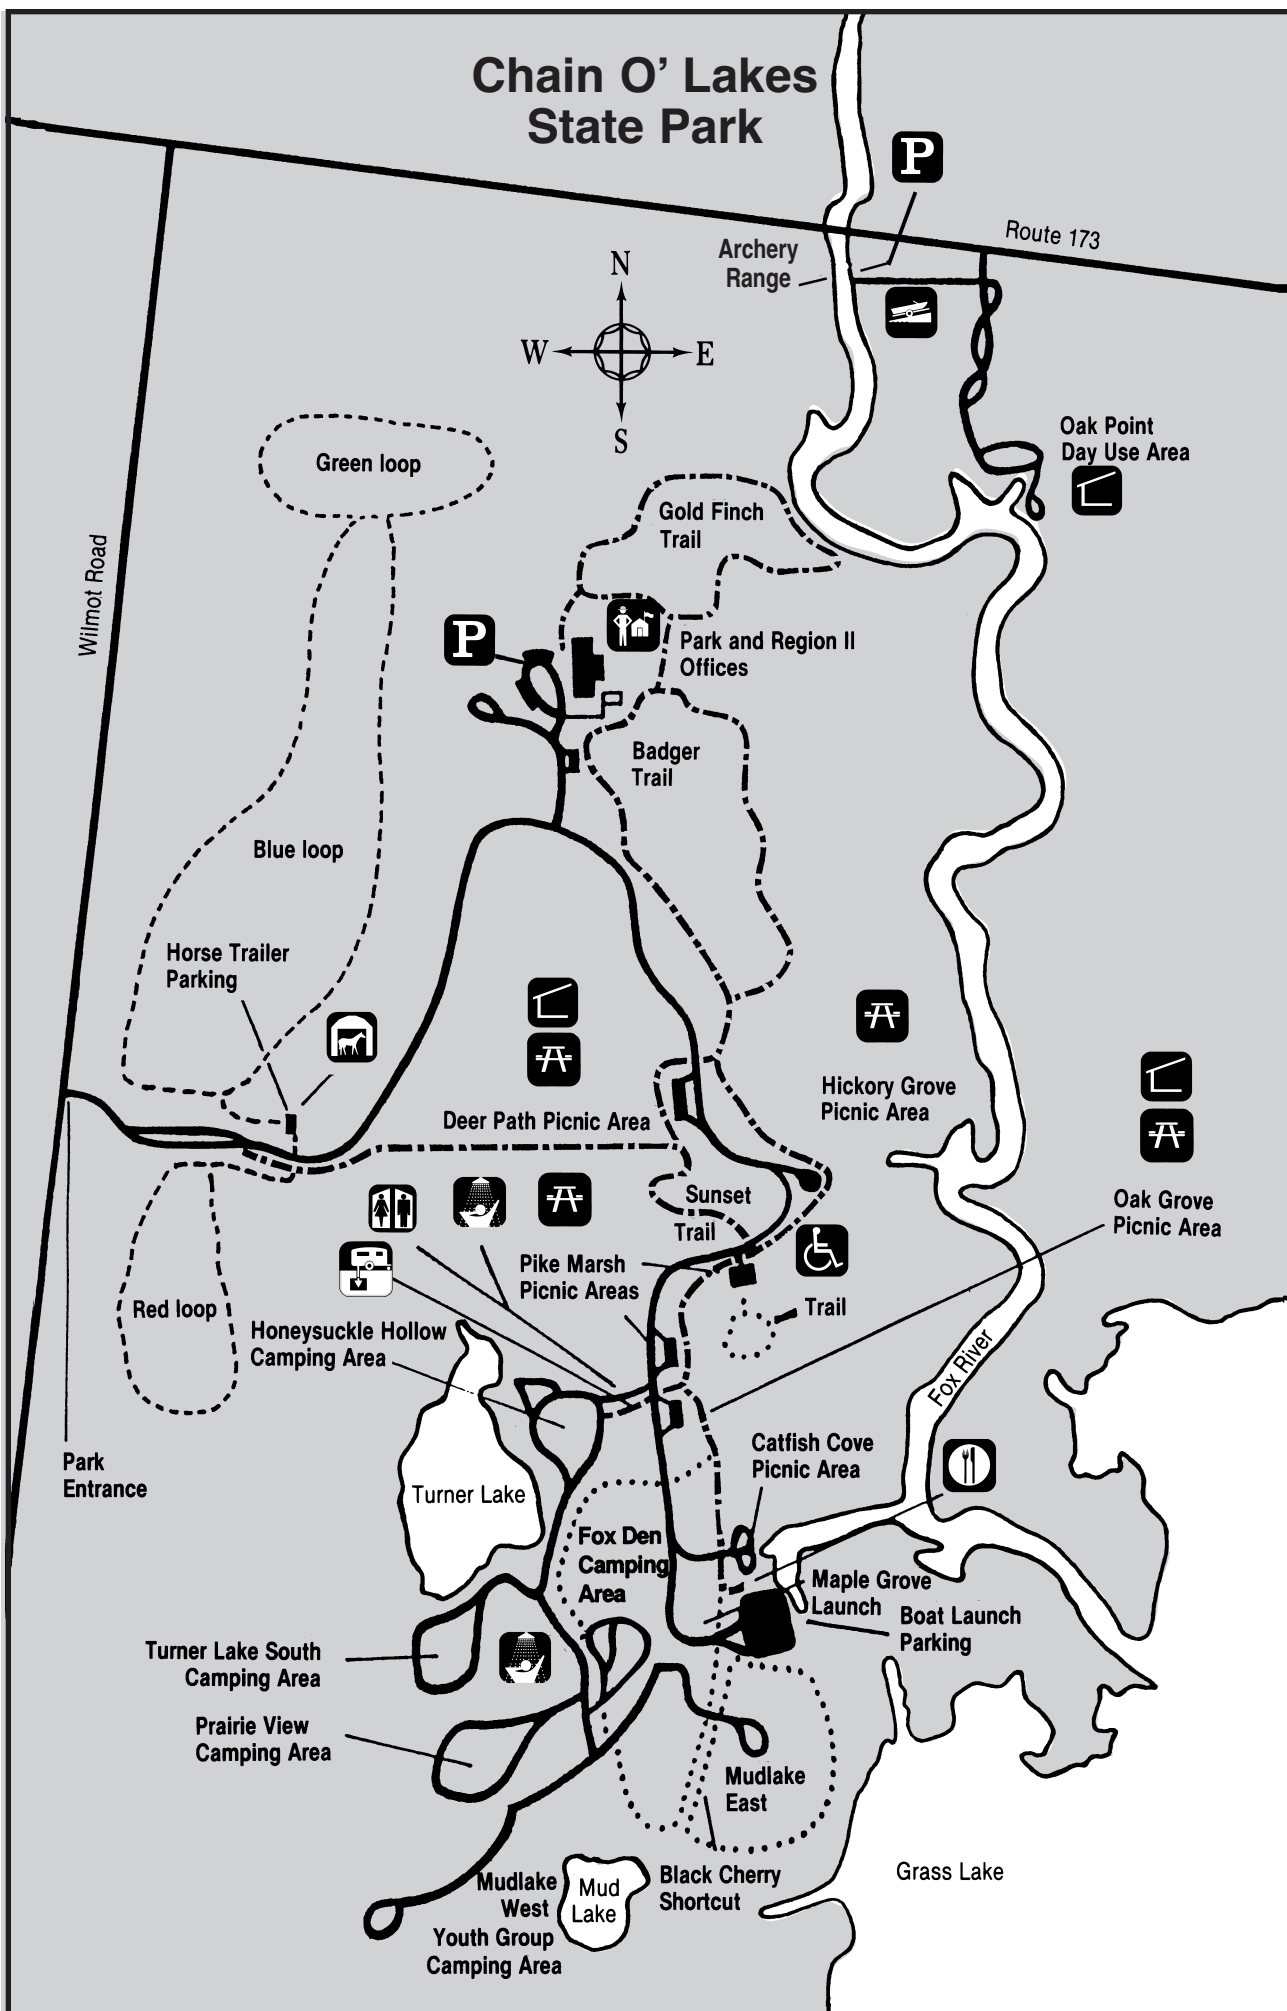 Chain O’ Lakes
State Park
P
Route 173
Archery
Range
N
W
E
S
Oak Point
Day Use Area
Green loop
Gold Finch
Trail
Wilmot Road
P
Park and Region II
Offices
Badger
Trail
Blue loop
Horse Trailer
Parking
Hickory Grove
Picnic Area
Deer Path Picnic Area
Sunset
Trail
Oak Grove
Picnic Area
Pike Marsh
Picnic Areas
Trail
Red loop
Honeysuckle Hollow
Camping Area
Fox River
Park
Entrance
Catfish Cove
Picnic Area
Turner Lake
Fox Den
Camping
Area
Maple Grove
Launch
Boat Launch
Parking
Turner Lake South
Camping Area
Prairie View
Camping Area
Mudlake
East
Black Cherry
Shortcut
Grass Lake
Mudlake
West
Mud
Lake
Youth Group
Camping Area